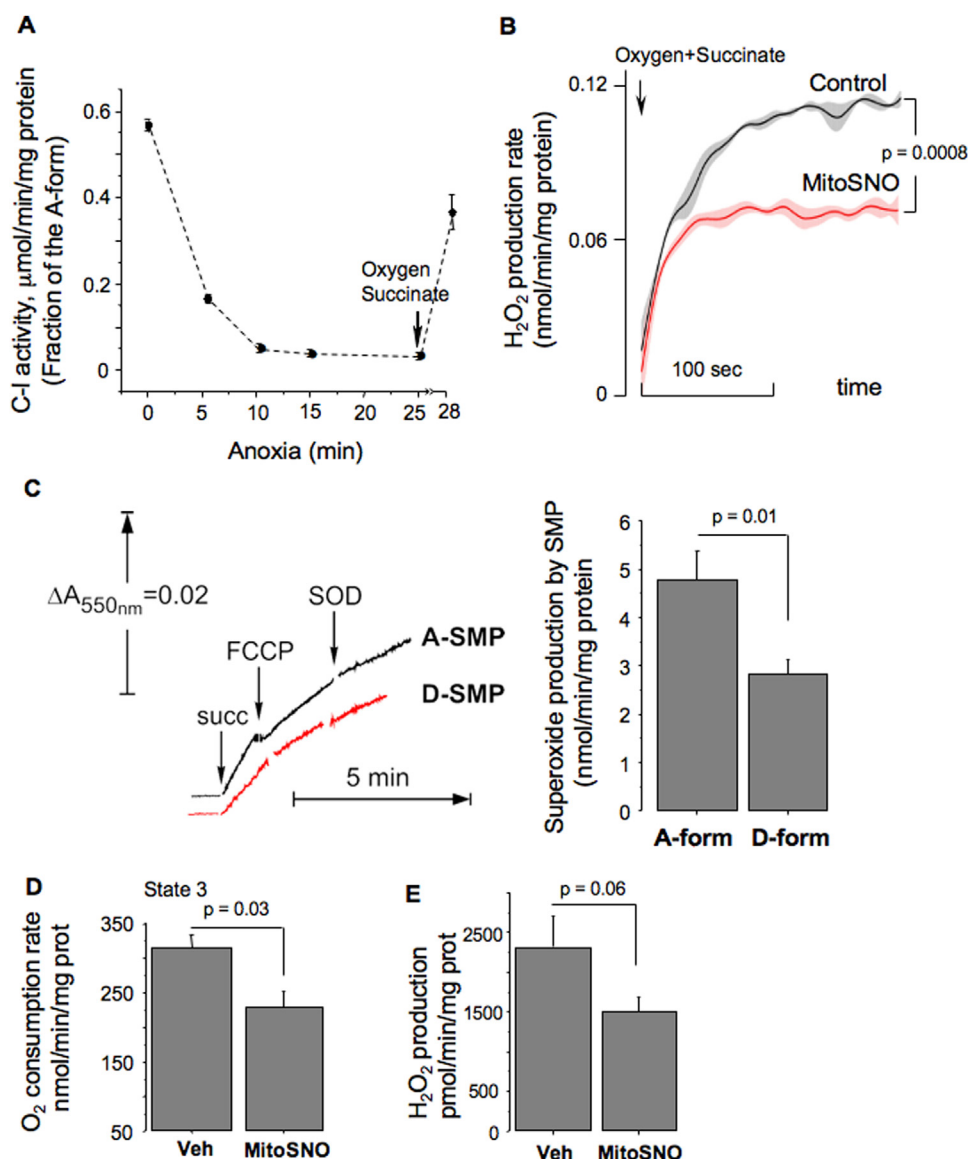 A
C-I activity, μmol/min/mg protein
(Fraction of the A-form)
0.6
0.4
0.2
0
Oxygen
Succinate
0 5 10 15 20 25 28
Anoxia (min)
B
Oxygen+Succinate
H₂O₂ production rate
(nmol/min/mg protein)
0.12
0.06
0
Control
p = 0.0008
MitoSNO
100 sec
time
C
ΔA550nm=0.02
succ
FCCP
SOD
A-SMP
D-SMP
5 min
Superoxide production by SMP
(nmol/min/mg protein)
6
5
4
3
2
1
0
p = 0.01
A-form D-form
D
State 3
p = 0.03
O₂ consumption rate
nmol/min/mg prot
350
250
150
50
Veh MitoSNO
E
p = 0.06
H₂O₂ production
pmol/min/mg prot
2500
1500
500
0
Veh MitoSNO